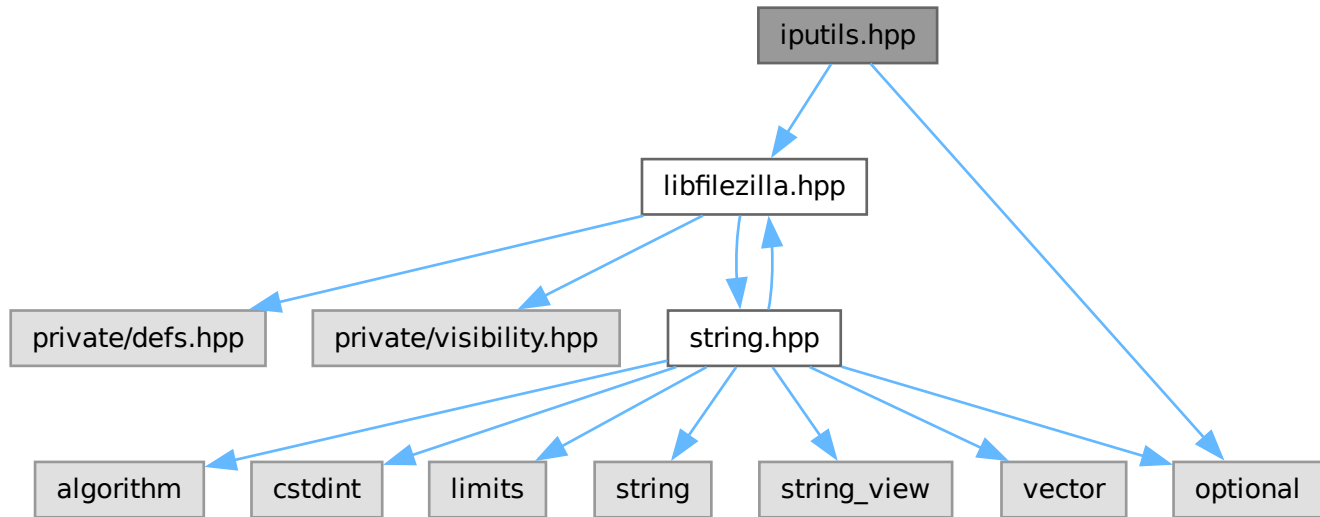 iputils.hpp
libfilezilla.hpp
private/defs.hpp
private/visibility.hpp
string.hpp
algorithm
cstdint
limits
string
string_view
vector
optional